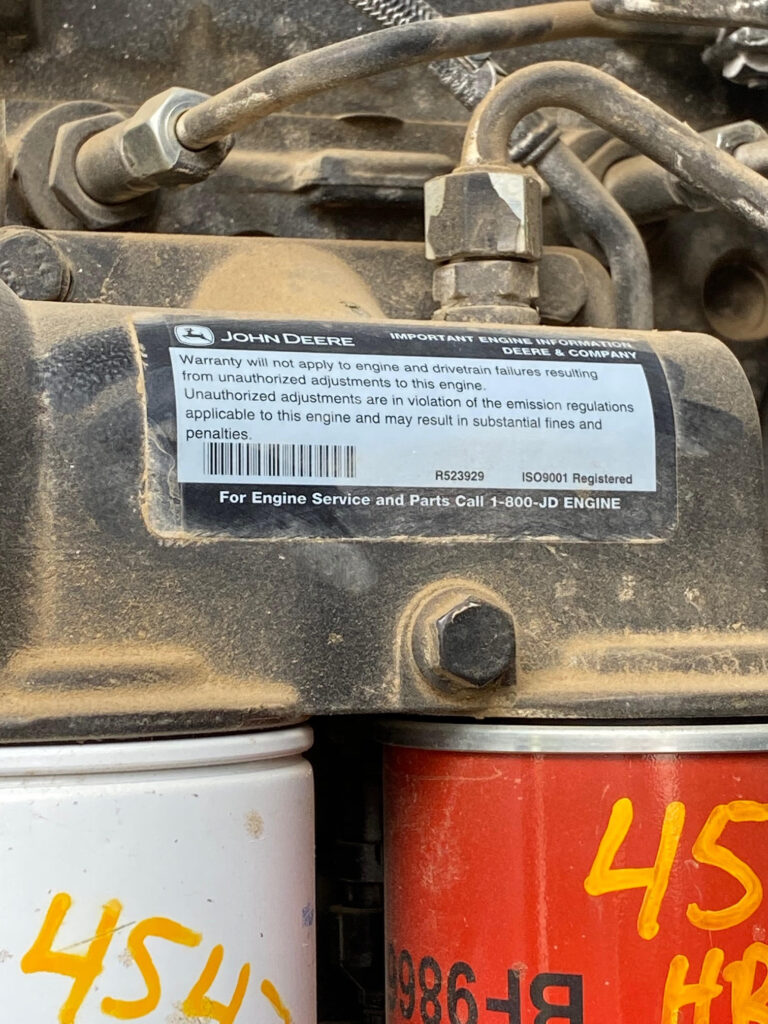 JOHN DEERE
IMPORTANT ENGINE INFORMATION
DEERE & COMPANY
Warranty will not apply to engine and drivetrain failures resulting
from unauthorized adjustments to this engine.
Unauthorized adjustments are in violation of the emission regulations
applicable to this engine and may result in substantial fines and
penalties.
R523929 ISO9001 Registered
For Engine Service and Parts Call 1-800-JD ENGINE
45
HR
454